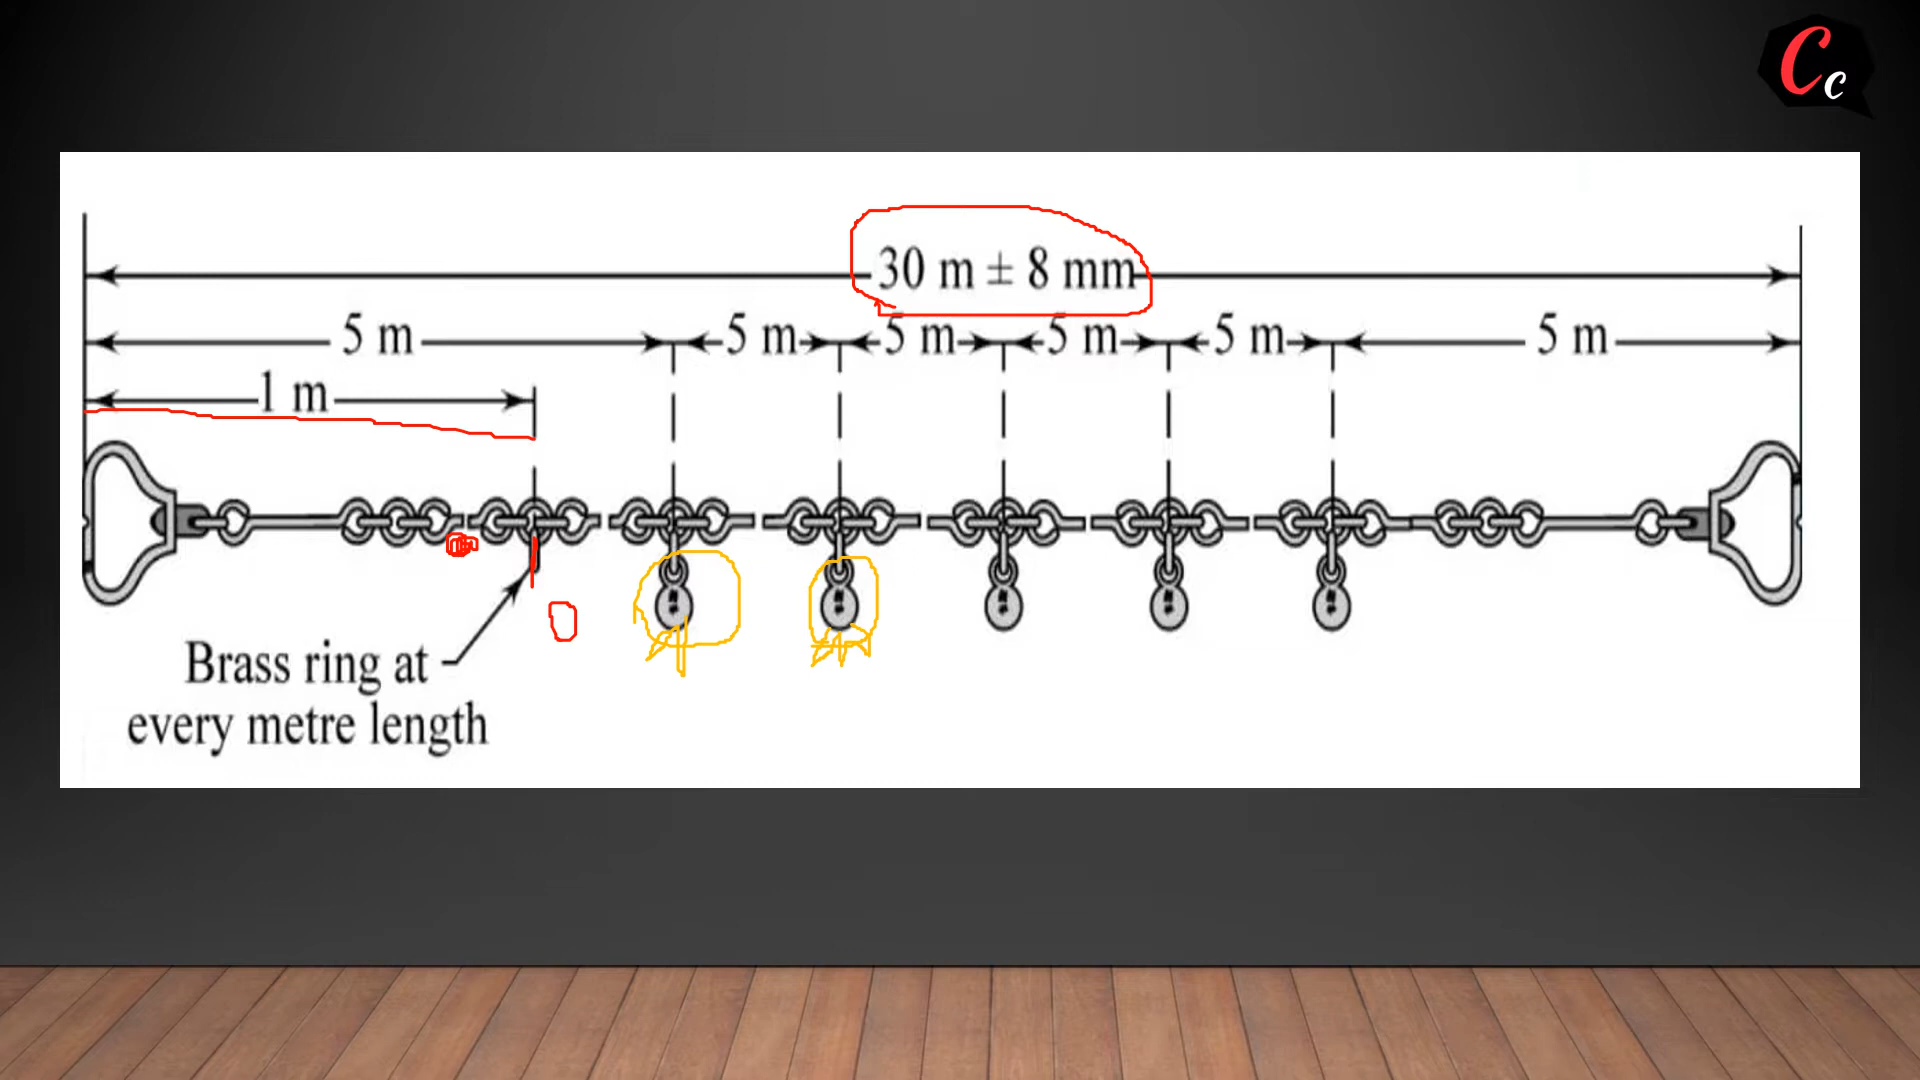 Cc
30 m ± 8 mm
5 m 5 m 5 m 5 m 5 m 5 m
1 m
Brass ring at
every metre length